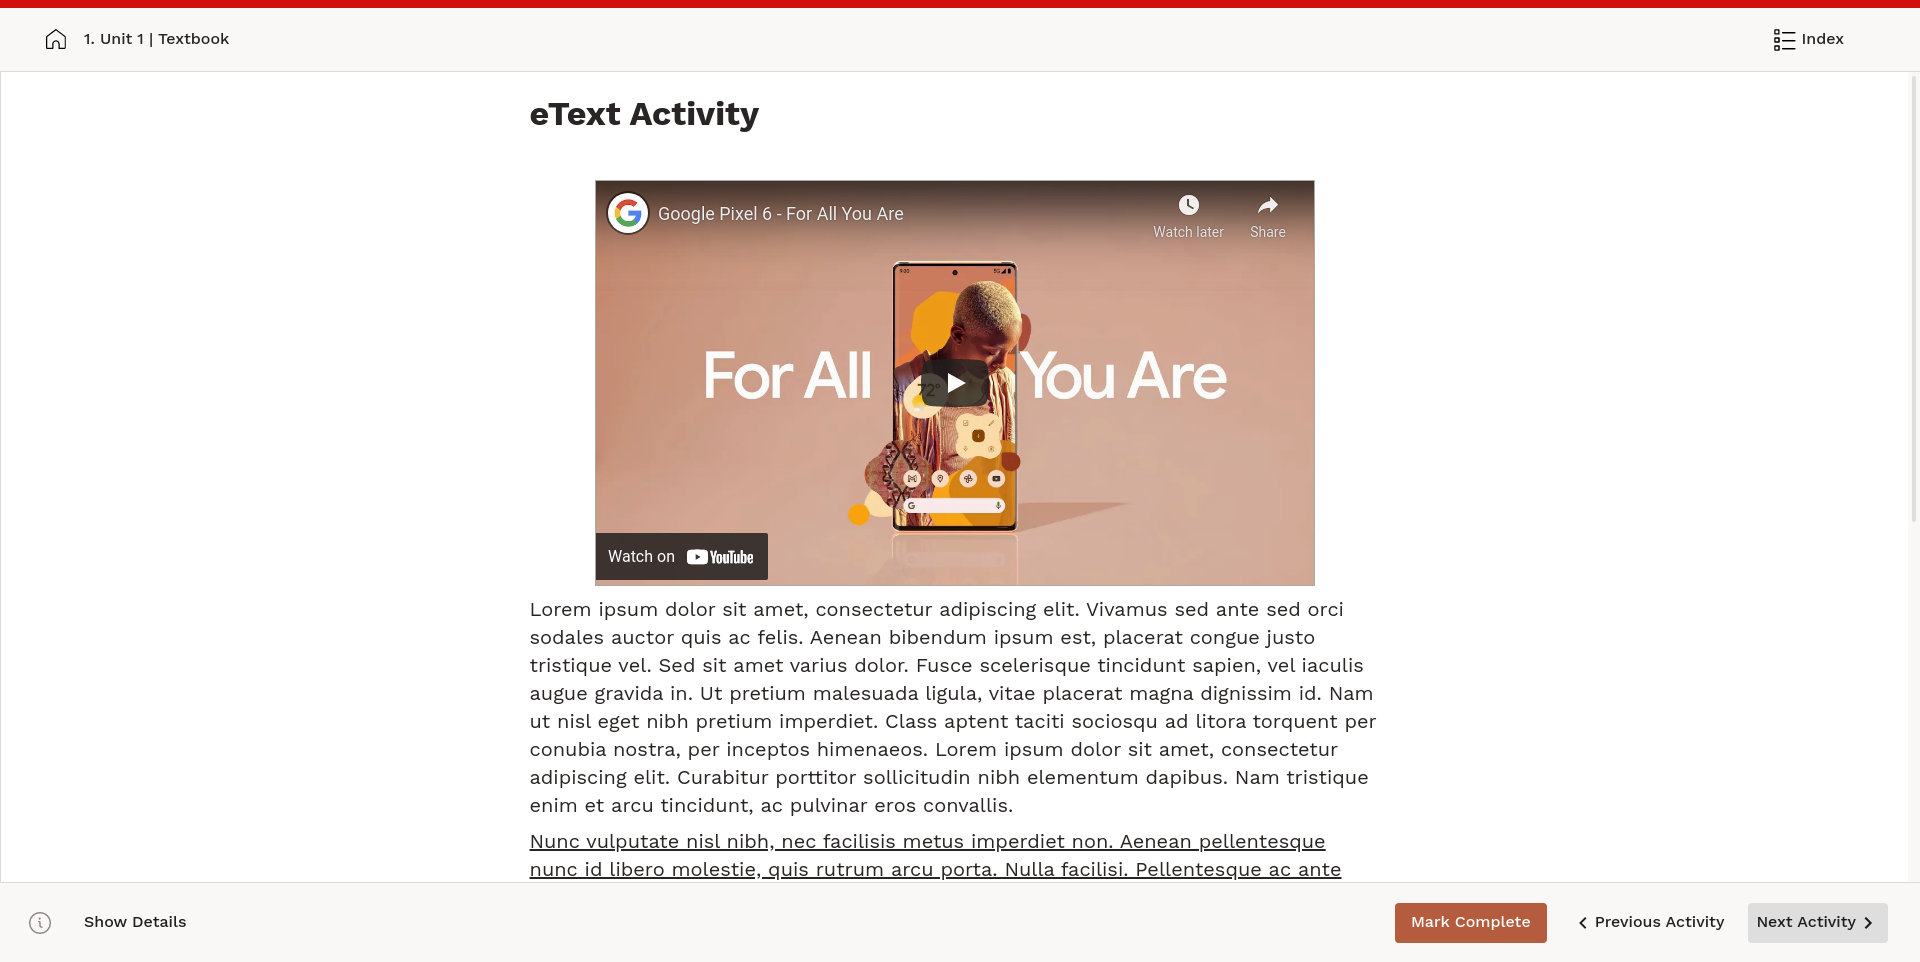 1. Unit 1 | Textbook
Index
eText Activity
Google Pixel 6 - For All You Are
Watch later
Share
9:00
5G
For All You Are
72°
Watch on YouTube
Lorem ipsum dolor sit amet, consectetur adipiscing elit. Vivamus sed ante sed orci
sodales auctor quis ac felis. Aenean bibendum ipsum est, placerat congue justo
tristique vel. Sed sit amet varius dolor. Fusce scelerisque tincidunt sapien, vel iaculis
augue gravida in. Ut pretium malesuada ligula, vitae placerat magna dignissim id. Nam
ut nisl eget nibh pretium imperdiet. Class aptent taciti sociosqu ad litora torquent per
conubia nostra, per inceptos himenaeos. Lorem ipsum dolor sit amet, consectetur
adipiscing elit. Curabitur porttitor sollicitudin nibh elementum dapibus. Nam tristique
enim et arcu tincidunt, ac pulvinar eros convallis.
Nunc vulputate nisl nibh, nec facilisis metus imperdiet non. Aenean pellentesque
nunc id libero molestie, quis rutrum arcu porta. Nulla facilisi. Pellentesque ac ante
Show Details
Mark Complete
Previous Activity
Next Activity